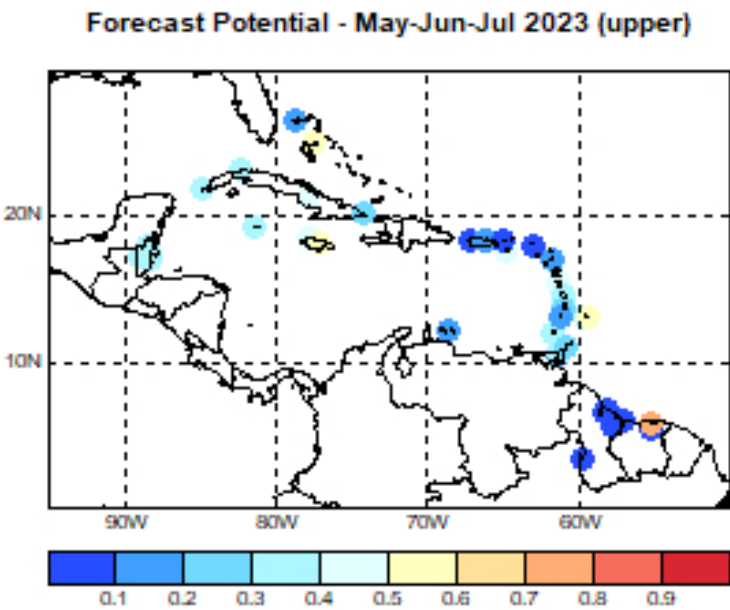 Forecast Potential - May-Jun-Jul 2023 (upper)
20N
10N
90W 80W 70W 60W
0.1 0.2 0.3 0.4 0.5 0.6 0.7 0.8 0.9